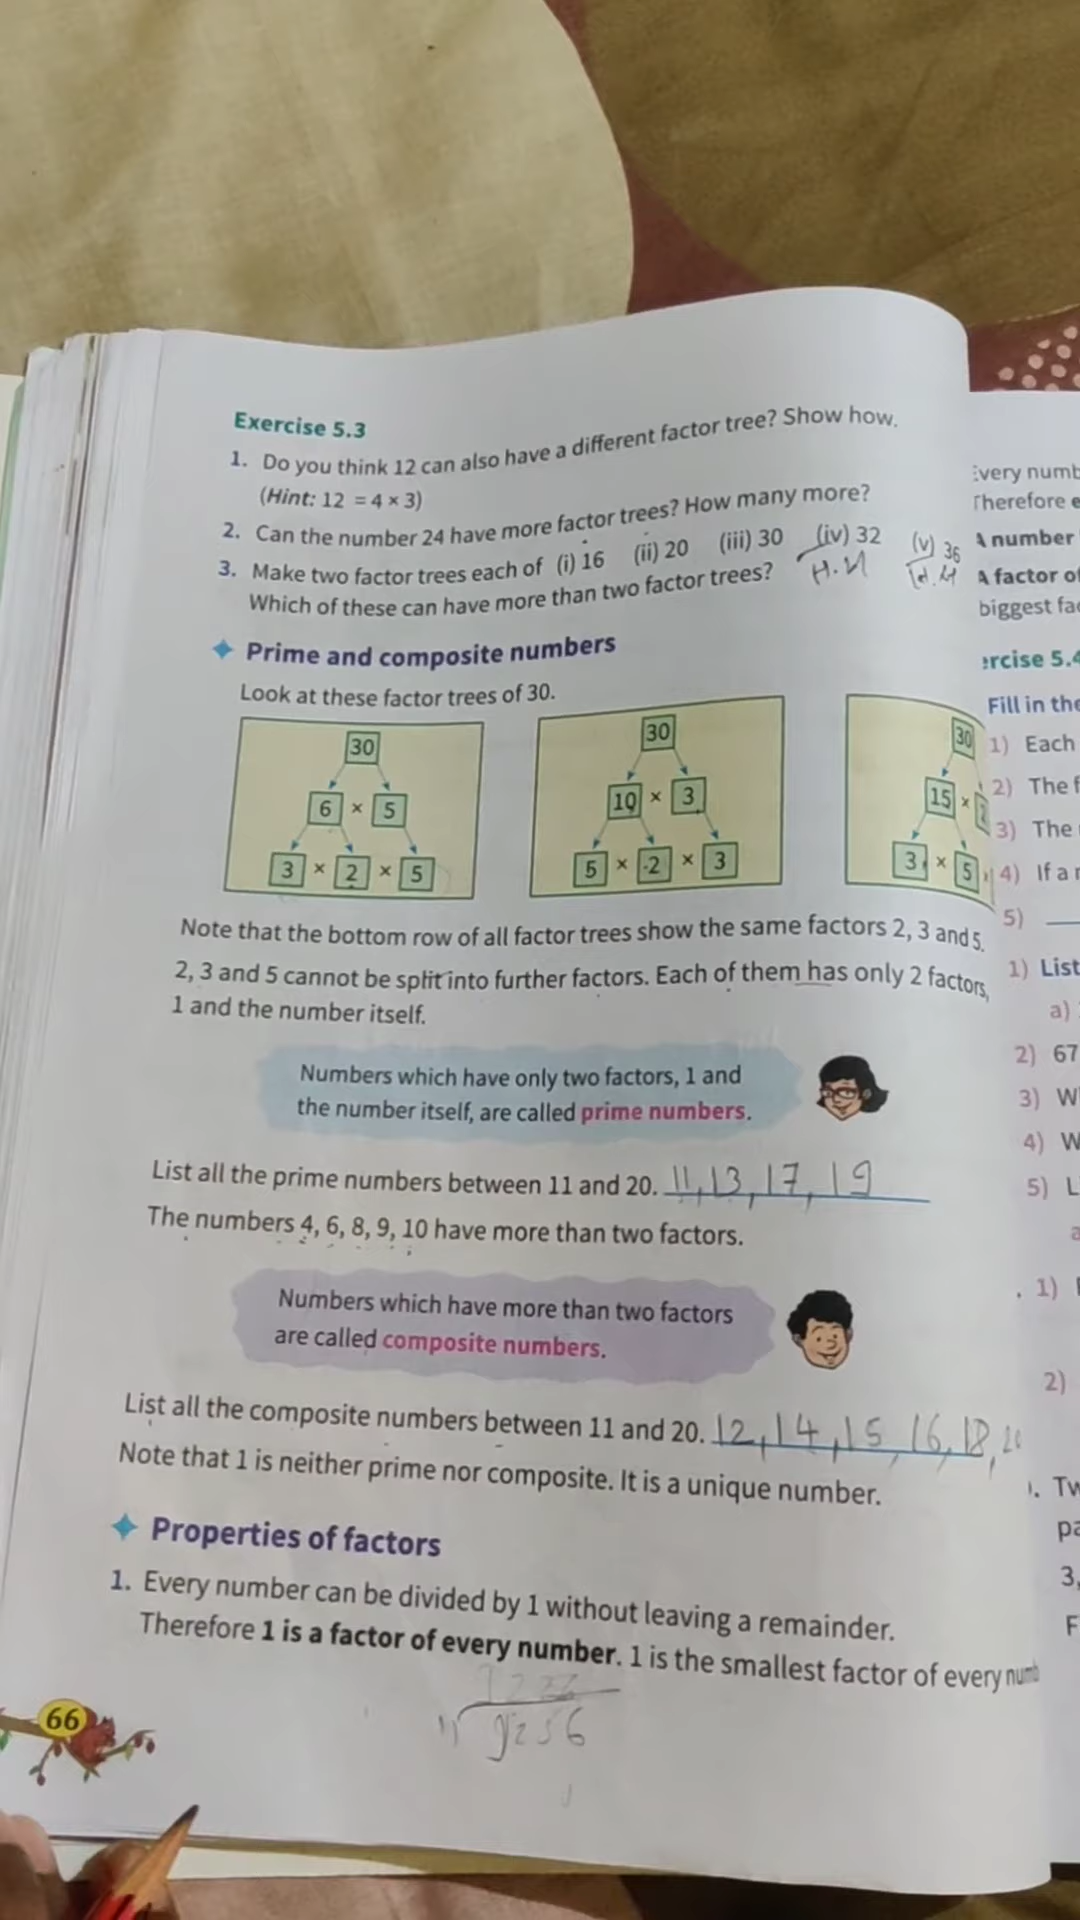 Exercise 5.3
1. Do you think 12 can also have a different factor tree? Show how.
(Hint: 12 = 4 × 3)
2. Can the number 24 have more factor trees? How many more?
3. Make two factor trees each of (i) 16 (ii) 20 (iii) 30 (iv) 32 (v) 36
H.W
Which of these can have more than two factor trees?
Prime and composite numbers
Look at these factor trees of 30.
30
6 × 5
3 × 2 × 5
30
10 × 3
5 × 2 × 3
30
15 ×
3 × 5
Note that the bottom row of all factor trees show the same factors 2, 3 and 5.
2, 3 and 5 cannot be split into further factors. Each of them has only 2 factors,
1 and the number itself.
Numbers which have only two factors, 1 and
the number itself, are called prime numbers.
List all the prime numbers between 11 and 20. 11, 13, 17, 19
The numbers 4, 6, 8, 9, 10 have more than two factors.
Numbers which have more than two factors
are called composite numbers.
List all the composite numbers between 11 and 20. 12, 14, 15, 16, 18, 20
Note that 1 is neither prime nor composite. It is a unique number.
Properties of factors
1. Every number can be divided by 1 without leaving a remainder.
Therefore 1 is a factor of every number. 1 is the smallest factor of every numb
66
Every numb
Therefore e
A number
A factor of
biggest fac
ercise 5.4
Fill in the
1) Each
2) The f
3) The
4) If a
5)
1) List
a)
2) 67
3) W
4) W
5) L
a
1)
2)
. Tw
pa
3,
F